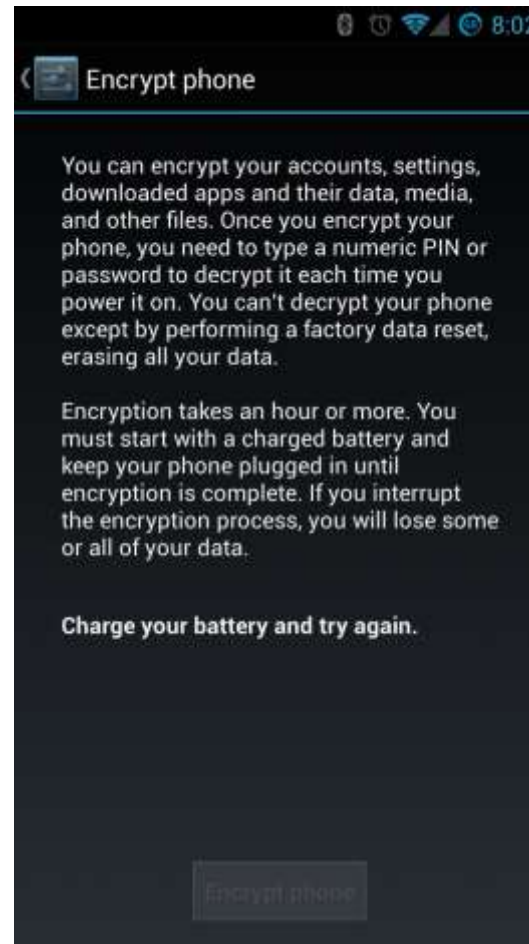 8:02
Encrypt phone
You can encrypt your accounts, settings,
downloaded apps and their data, media,
and other files. Once you encrypt your
phone, you need to type a numeric PIN or
password to decrypt it each time you
power it on. You can't decrypt your phone
except by performing a factory data reset,
erasing all your data.
Encryption takes an hour or more. You
must start with a charged battery and
keep your phone plugged in until
encryption is complete. If you interrupt
the encryption process, you will lose some
or all of your data.
Charge your battery and try again.
Encrypt phone